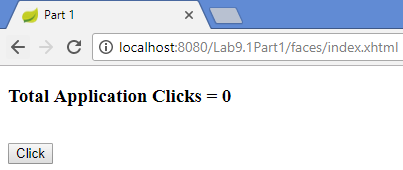 Part 1
localhost:8080/Lab9.1Part1/faces/index.xhtml
Total Application Clicks = 0
Click